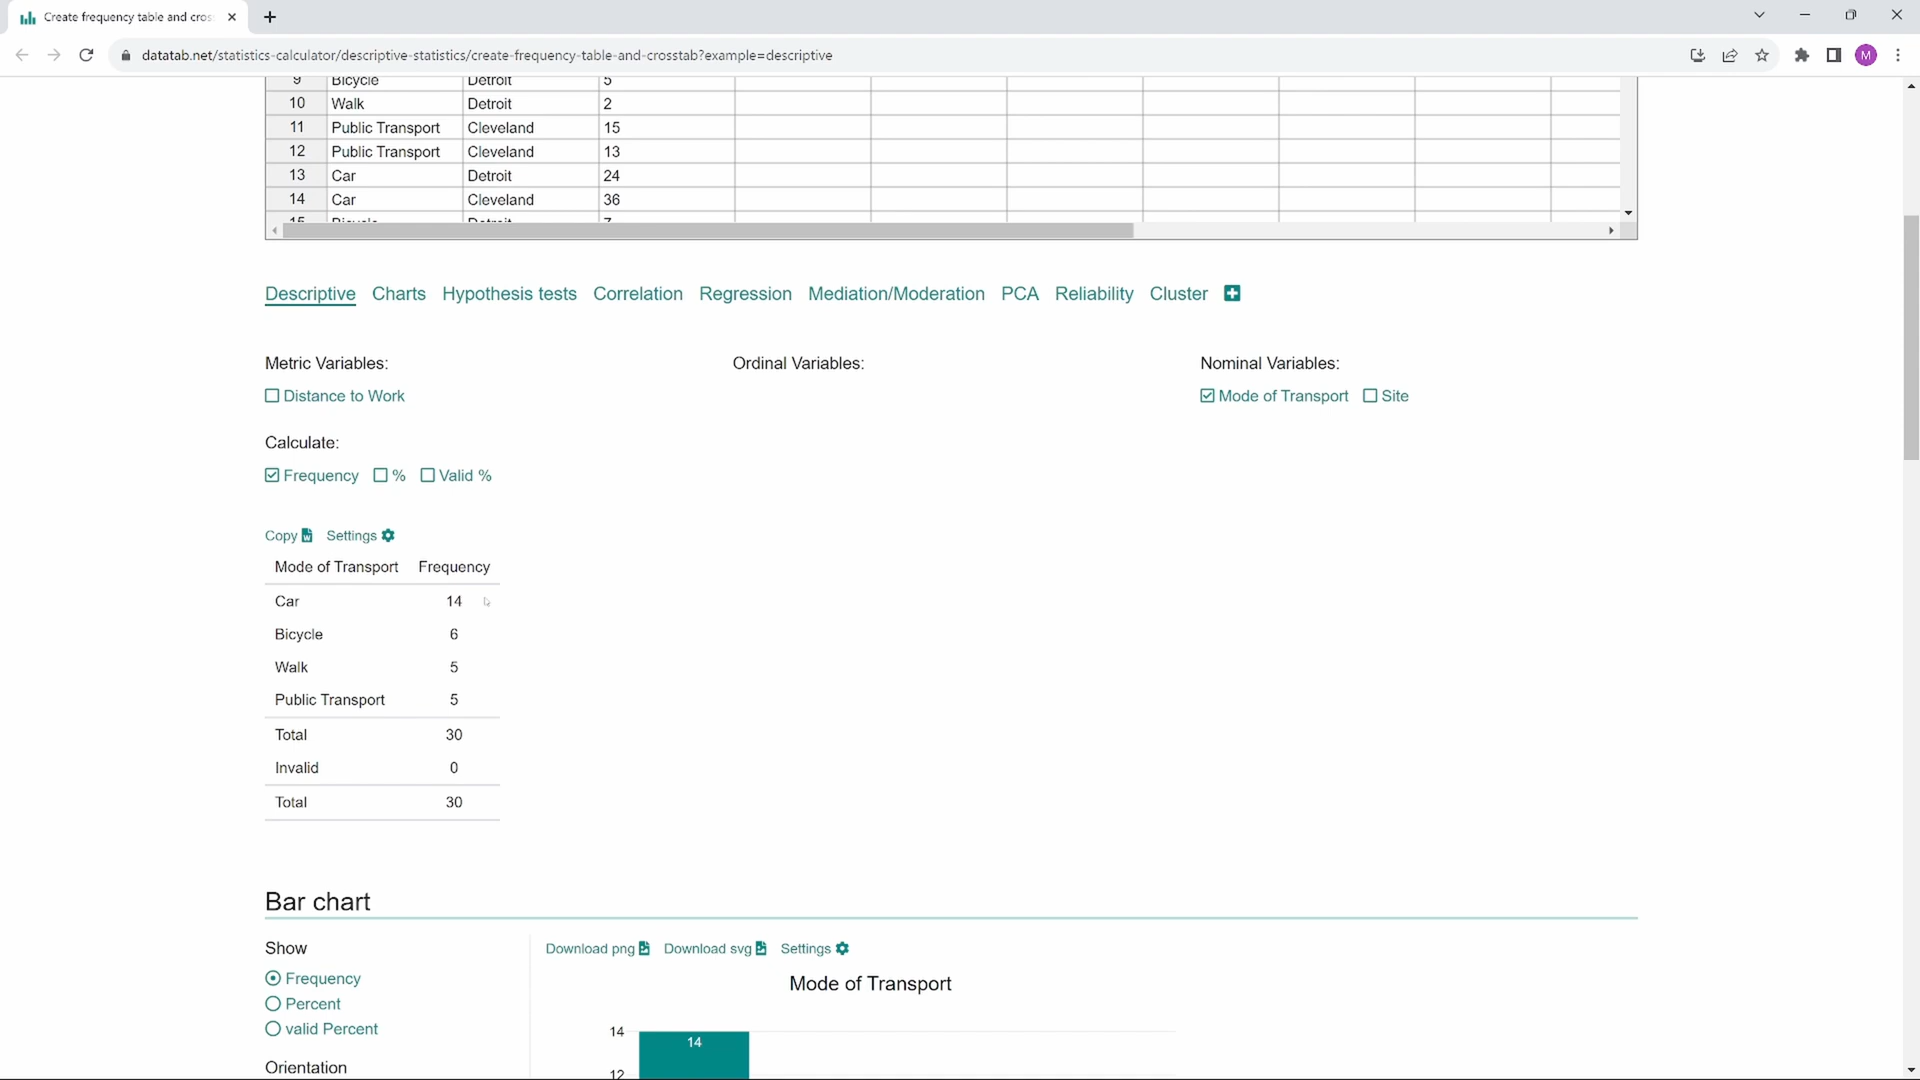 Create frequency table and cros
datatab.net/statistics-calculator/descriptive-statistics/create-frequency-table-and-crosstab?example=descriptive
M
9 Bicycle Detroit 5
10 Walk Detroit 2
11 Public Transport Cleveland 15
12 Public Transport Cleveland 13
13 Car Detroit 24
14 Car Cleveland 36
15 Bicycle Detroit 7
Descriptive Charts Hypothesis tests Correlation Regression Mediation/Moderation PCA Reliability Cluster
Metric Variables: Ordinal Variables: Nominal Variables:
Distance to Work Mode of Transport Site
Calculate:
Frequency % Valid %
Copy Settings
Mode of Transport Frequency
Car 14
Bicycle 6
Walk 5
Public Transport 5
Total 30
Invalid 0
Total 30
Bar chart
Show Download png Download svg Settings
Frequency Mode of Transport
Percent
valid Percent
14 14
Orientation
12